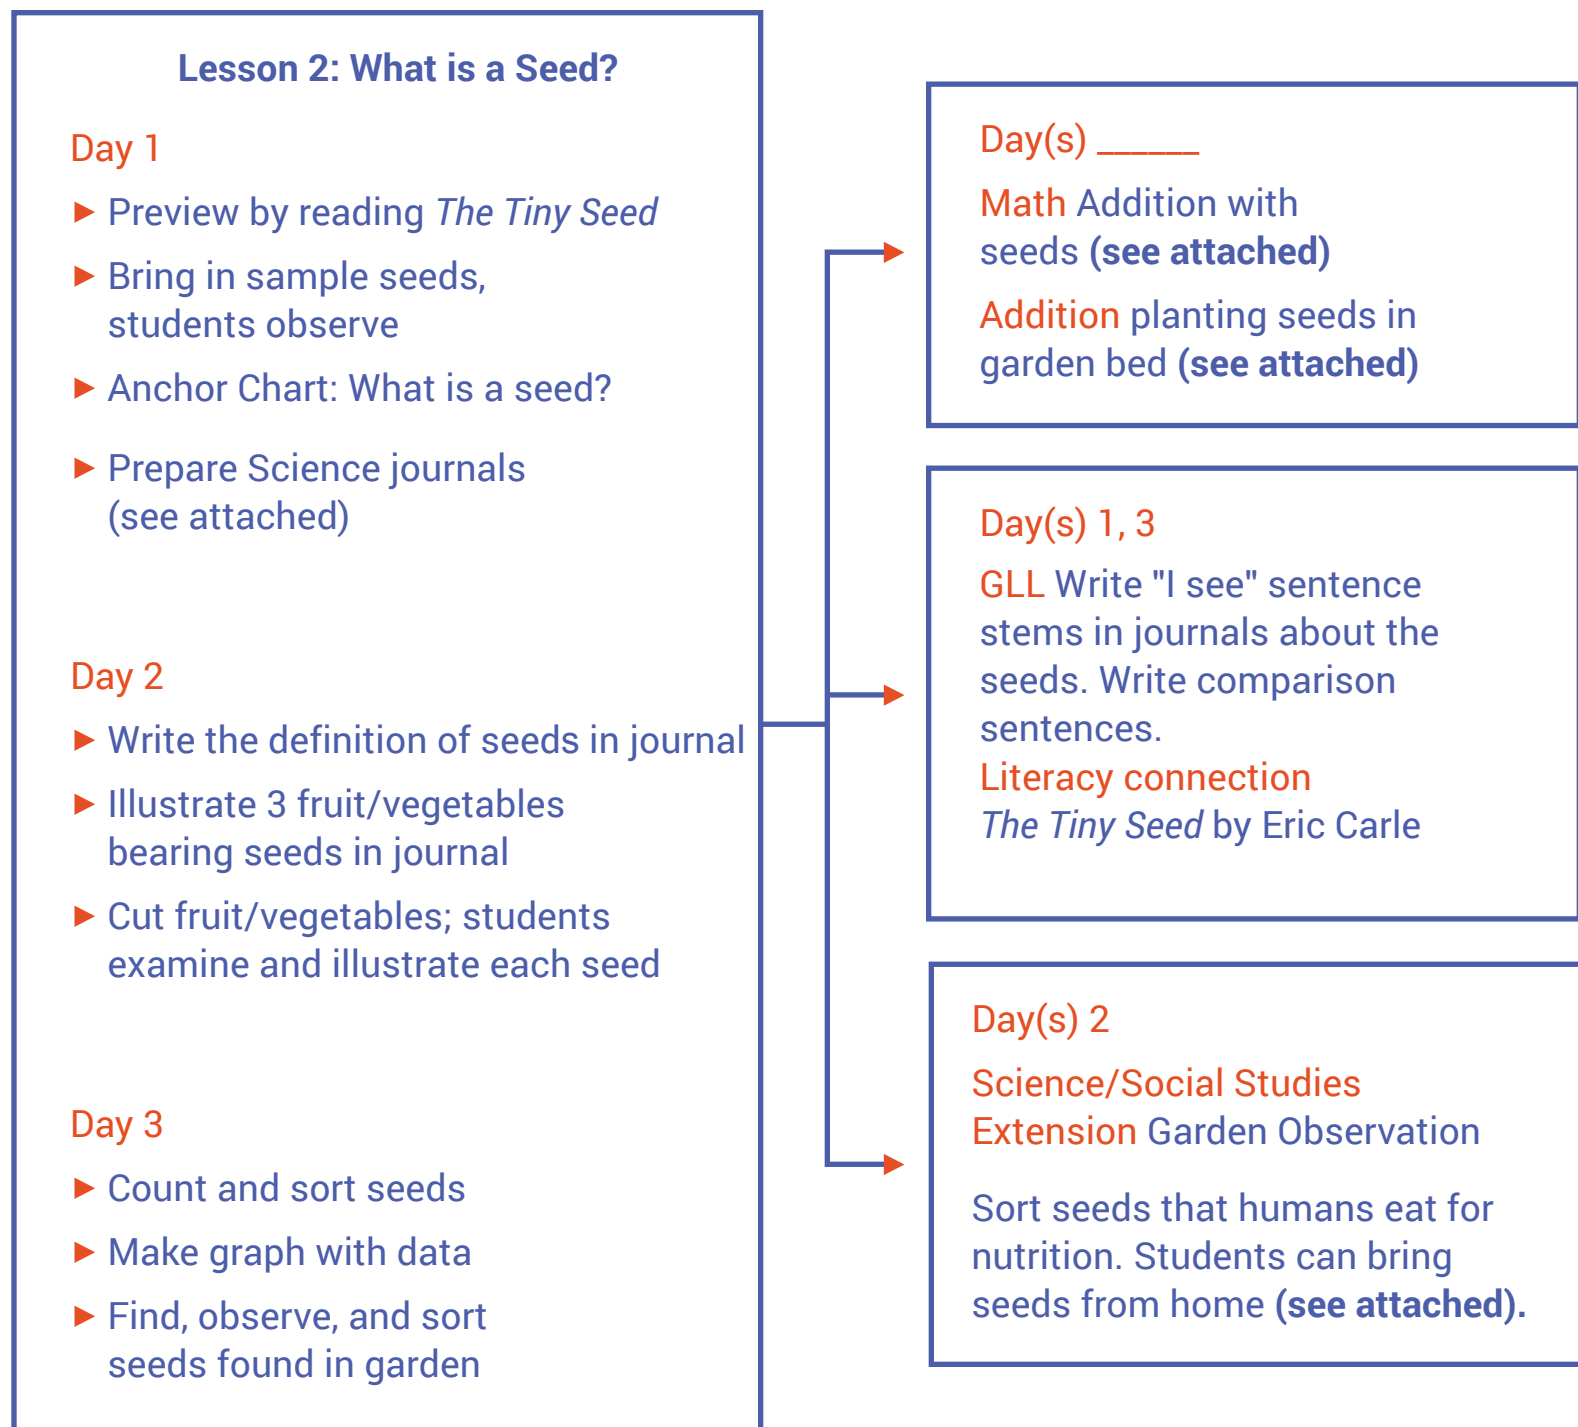 Lesson 2: What is a Seed?
Day 1
► Preview by reading The Tiny Seed
► Bring in sample seeds,
students observe
► Anchor Chart: What is a seed?
► Prepare Science journals
(see attached)
Day 2
► Write the definition of seeds in journal
► Illustrate 3 fruit/vegetables
bearing seeds in journal
► Cut fruit/vegetables; students
examine and illustrate each seed
Day 3
► Count and sort seeds
► Make graph with data
► Find, observe, and sort
seeds found in garden
Day(s) ______
Math Addition with
seeds (see attached)
Addition planting seeds in
garden bed (see attached)
Day(s) 1, 3
GLL Write "I see" sentence
stems in journals about the
seeds. Write comparison
sentences.
Literacy connection
The Tiny Seed by Eric Carle
Day(s) 2
Science/Social Studies
Extension Garden Observation
Sort seeds that humans eat for
nutrition. Students can bring
seeds from home (see attached).